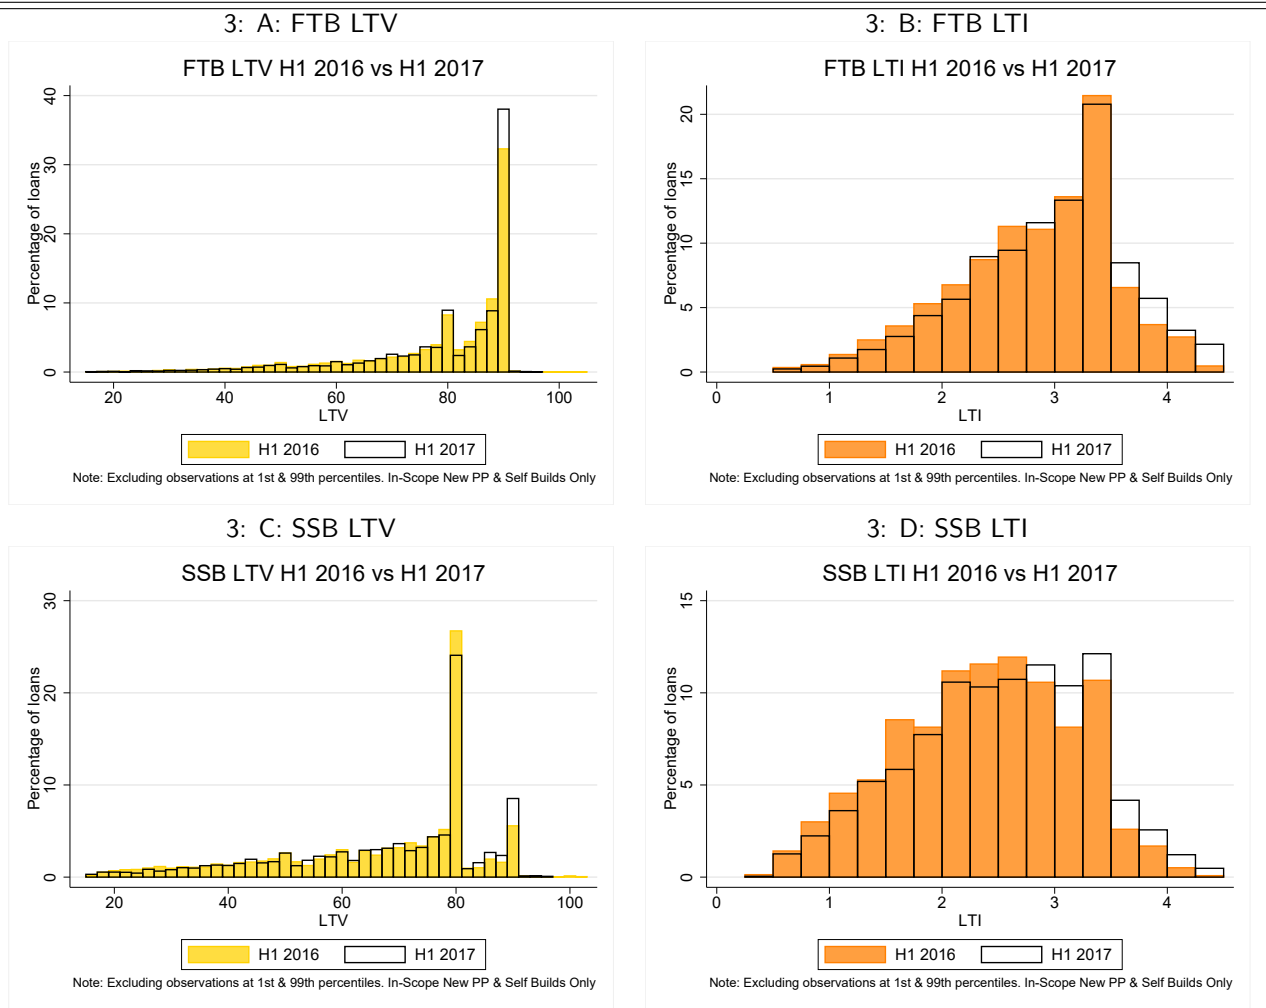 3: A: FTB LTV
FTB LTV H1 2016 vs H1 2017
Percentage of loans
40
30
20
10
0
20 40 60 80 100
LTV
H1 2016 H1 2017
Note: Excluding observations at 1st & 99th percentiles. In-Scope New PP & Self Builds Only
3: B: FTB LTI
FTB LTI H1 2016 vs H1 2017
Percentage of loans
20
15
10
5
0
0 1 2 3 4
LTI
H1 2016 H1 2017
Note: Excluding observations at 1st & 99th percentiles. In-Scope New PP & Self Builds Only
3: C: SSB LTV
SSB LTV H1 2016 vs H1 2017
Percentage of loans
30
20
10
0
20 40 60 80 100
LTV
H1 2016 H1 2017
Note: Excluding observations at 1st & 99th percentiles. In-Scope New PP & Self Builds Only
3: D: SSB LTI
SSB LTI H1 2016 vs H1 2017
Percentage of loans
15
10
5
0
0 1 2 3 4
LTI
H1 2016 H1 2017
Note: Excluding observations at 1st & 99th percentiles. In-Scope New PP & Self Builds Only